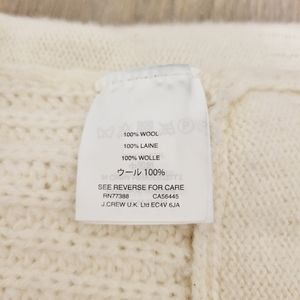 100% WOOL
100% LAINE
100% WOLLE
ウール 100%
SEE REVERSE FOR CARE
RN77388 CA56445
J.CREW U.K. Ltd EC4V 6JA